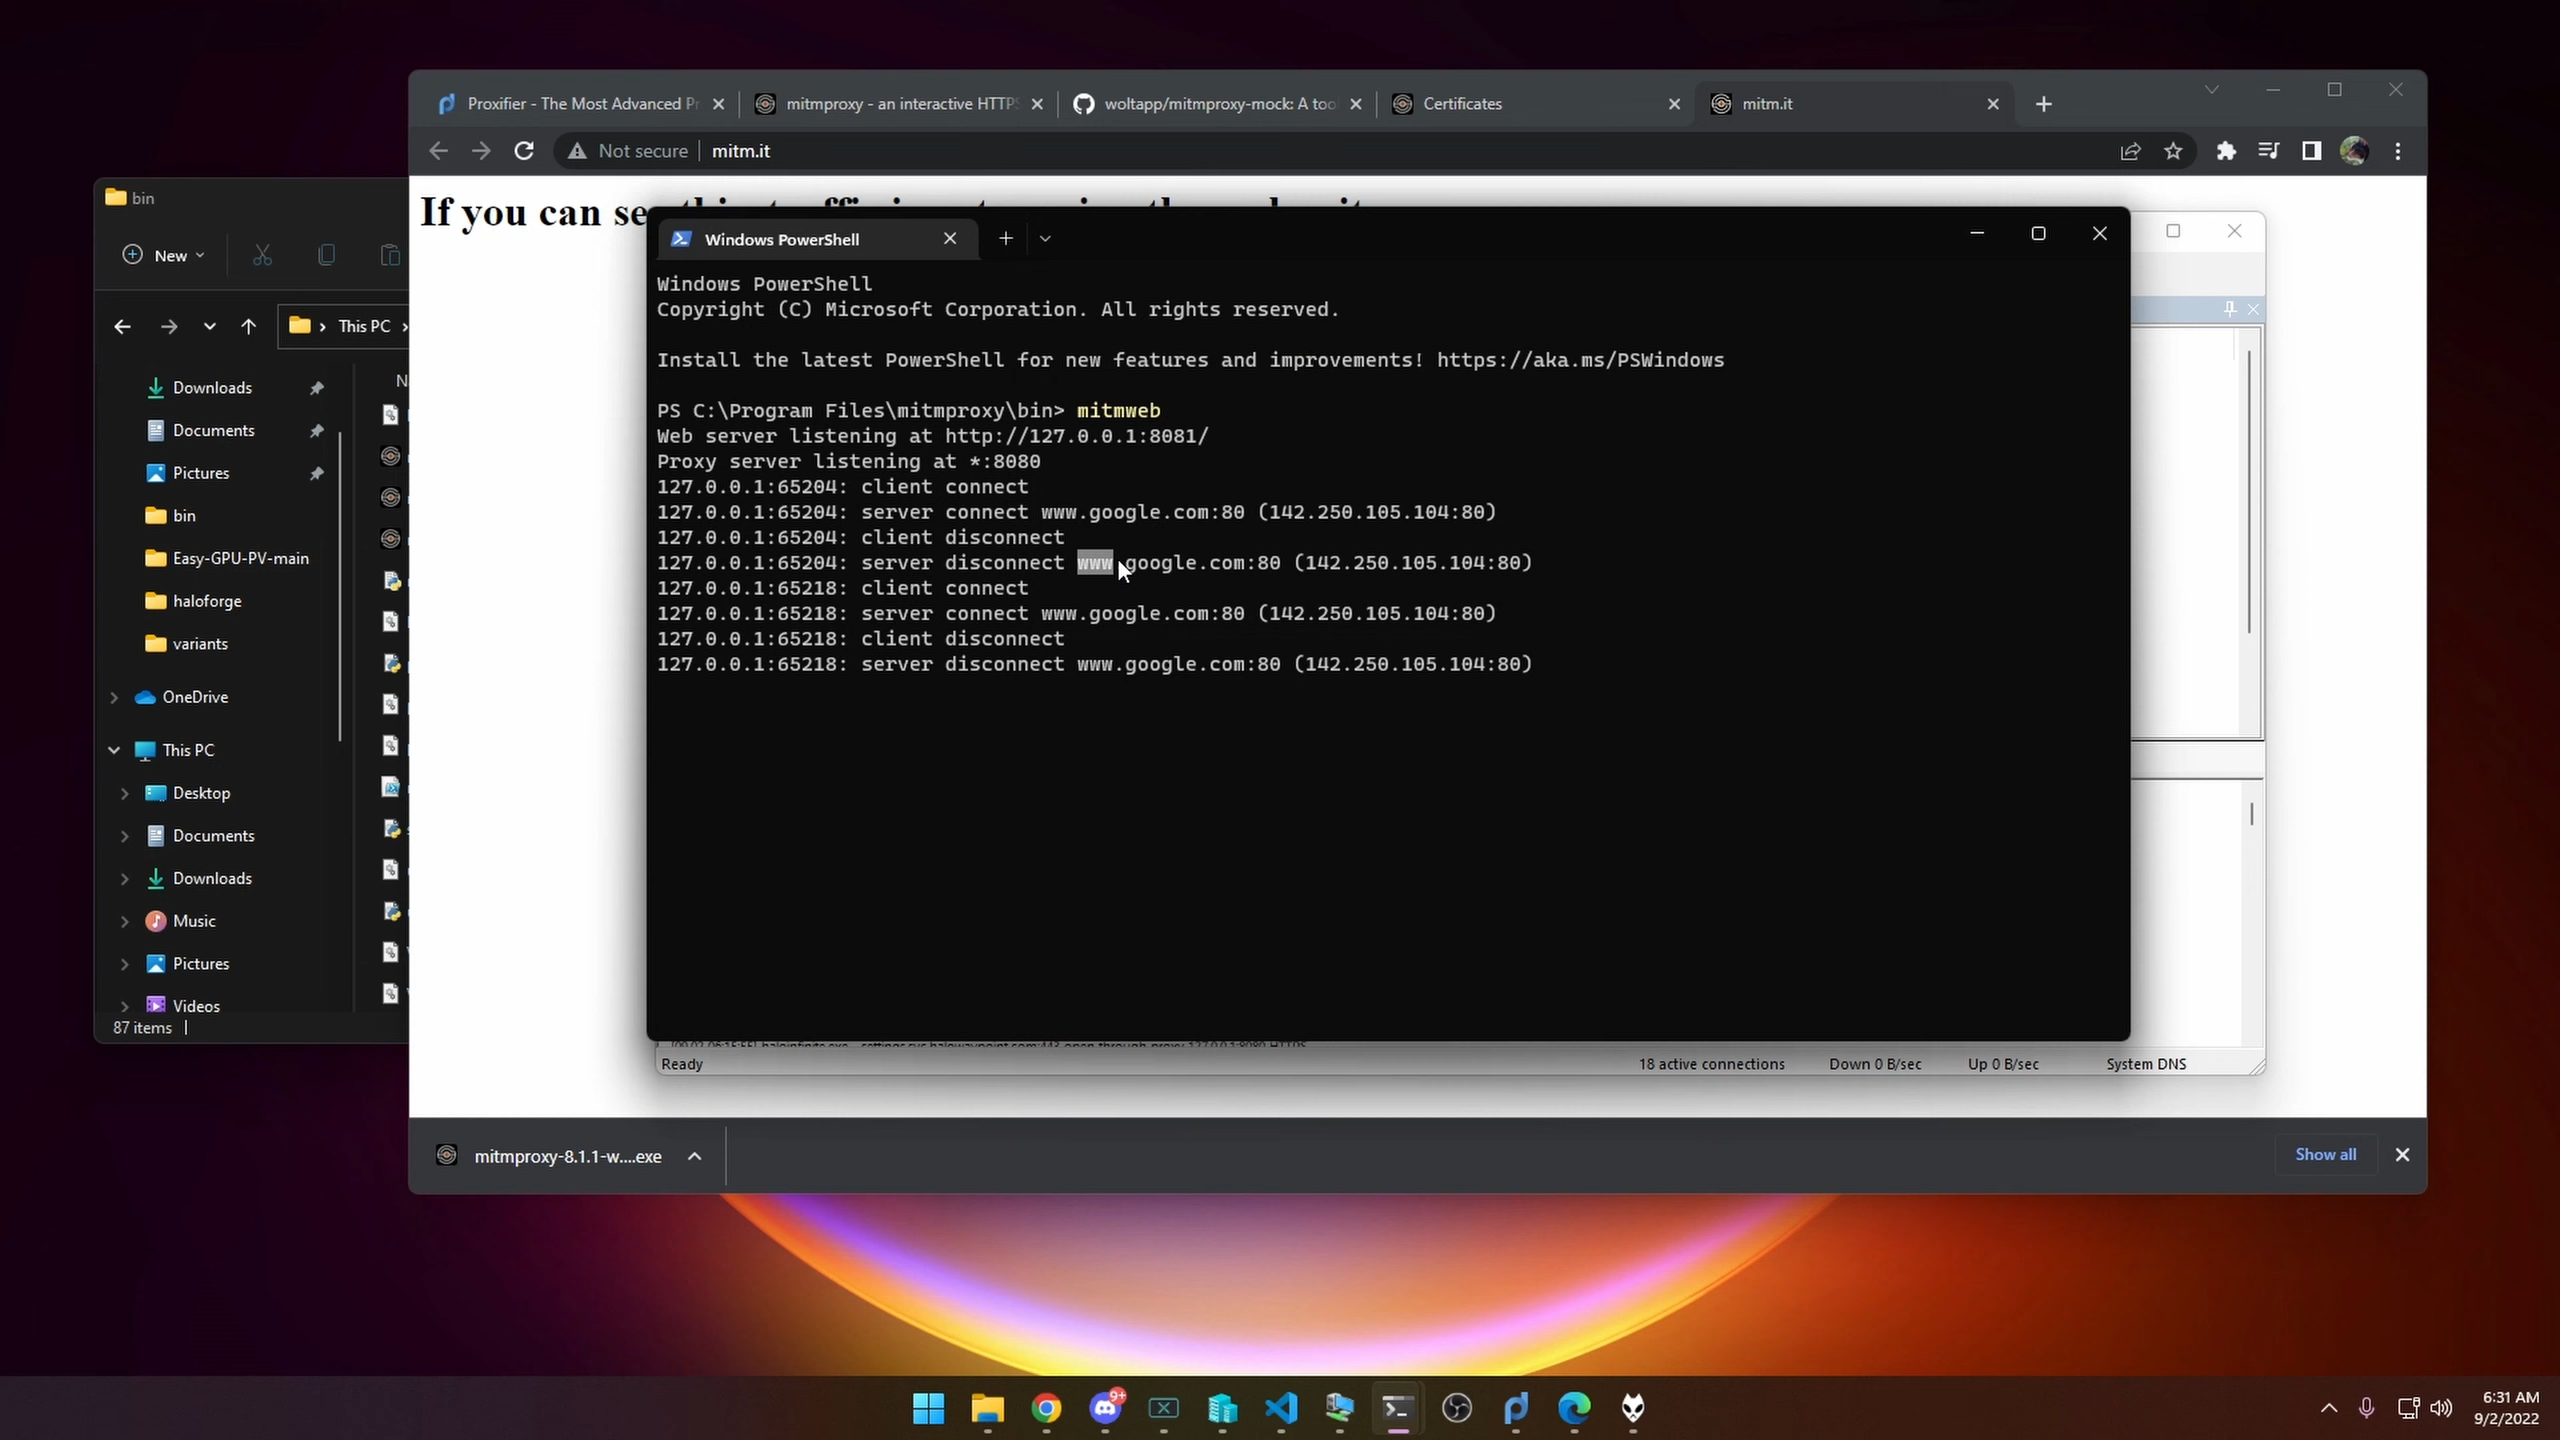 Proxifier - The Most Advanced Pr
mitmproxy - an interactive HTTPS
woltapp/mitmproxy-mock: A too
Certificates
mitm.it
Not secure
mitm.it
bin
If you can se
New
This PC
Downloads
Documents
Pictures
bin
Easy-GPU-PV-main
haloforge
variants
OneDrive
This PC
Desktop
Documents
Downloads
Music
Pictures
Videos
87 items
N
Windows PowerShell
Windows PowerShell
Copyright (C) Microsoft Corporation. All rights reserved.
Install the latest PowerShell for new features and improvements! https://aka.ms/PSWindows
PS C:\Program Files\mitmproxy\bin> mitmweb
Web server listening at http://127.0.0.1:8081/
Proxy server listening at *:8080
127.0.0.1:65204: client connect
127.0.0.1:65204: server connect www.google.com:80 (142.250.105.104:80)
127.0.0.1:65204: client disconnect
127.0.0.1:65204: server disconnect www.google.com:80 (142.250.105.104:80)
127.0.0.1:65218: client connect
127.0.0.1:65218: server connect www.google.com:80 (142.250.105.104:80)
127.0.0.1:65218: client disconnect
127.0.0.1:65218: server disconnect www.google.com:80 (142.250.105.104:80)
Ready
18 active connections
Down 0 B/sec
Up 0 B/sec
System DNS
mitmproxy-8.1.1-w....exe
Show all
9+
6:31 AM
9/2/2022